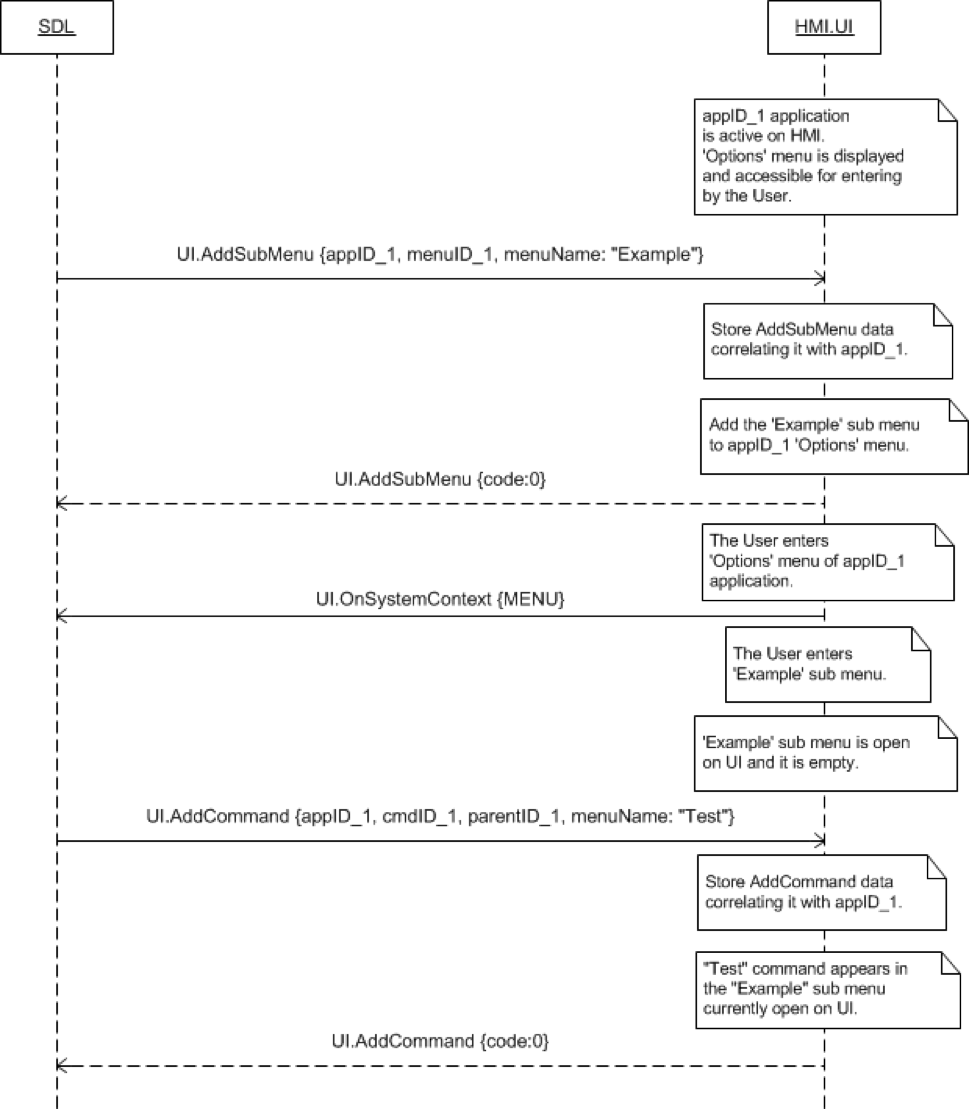 SDL
HMI.UI
appID_1 application
is active on HMI.
'Options' menu is displayed
and accessible for entering
by the User.
UI.AddSubMenu {appID_1, menuID_1, menuName: "Example"}
Store AddSubMenu data
correlating it with appID_1.
Add the 'Example' sub menu
to appID_1 'Options' menu.
UI.AddSubMenu {code:0}
The User enters
'Options' menu of appID_1
application.
UI.OnSystemContext {MENU}
The User enters
'Example' sub menu.
'Example' sub menu is open
on UI and it is empty.
UI.AddCommand {appID_1, cmdID_1, parentID_1, menuName: "Test"}
Store AddCommand data
correlating it with appID_1.
"Test" command appears in
the "Example" sub menu
currently open on UI.
UI.AddCommand {code:0}